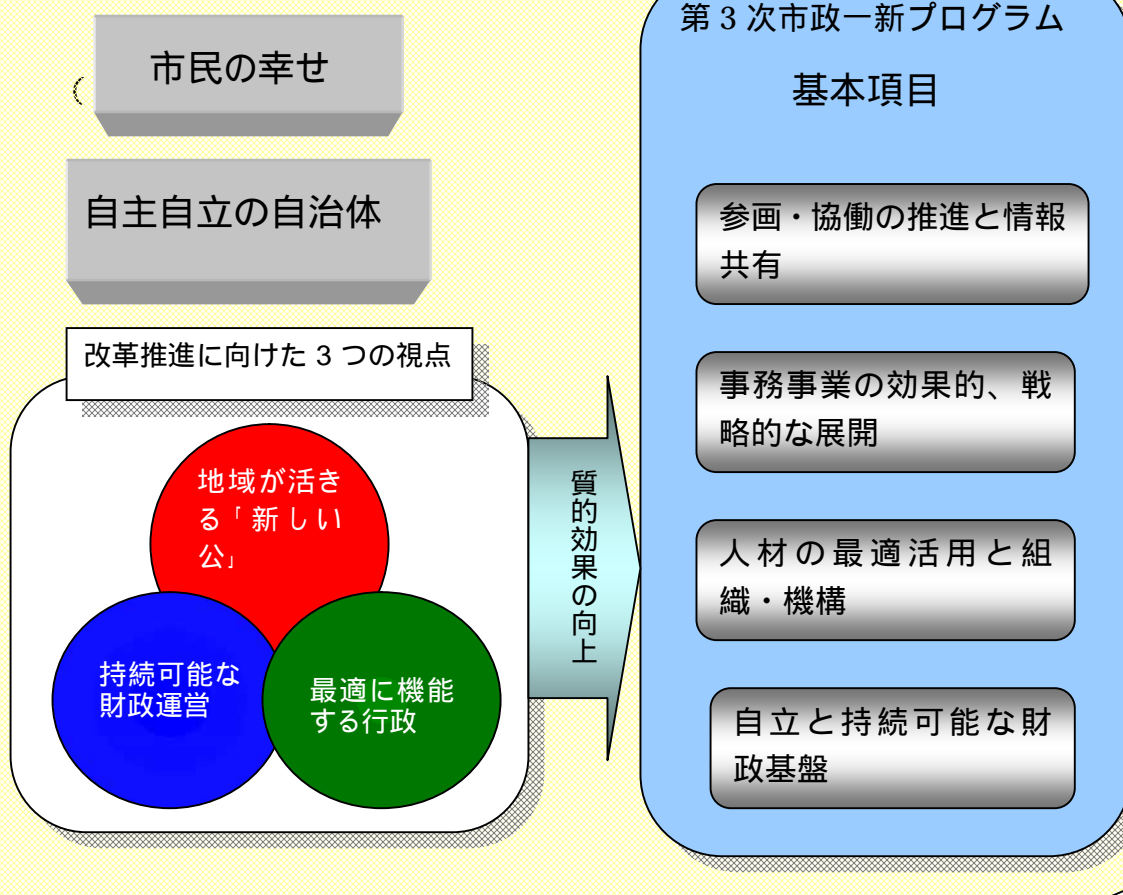 市民の幸せ
自主自立の自治体
改革推進に向けた 3 つの視点
地域が活き
る「新しい
公」
持続可能な
財政運営
最適に機能
する行政
質的効果の向上
第 3 次市政一新プログラム
基本項目
参画・協働の推進と情報
共有
事務事業の効果的、戦
略的な展開
人材の最適活用と組
織・機構
自立と持続可能な財
政基盤